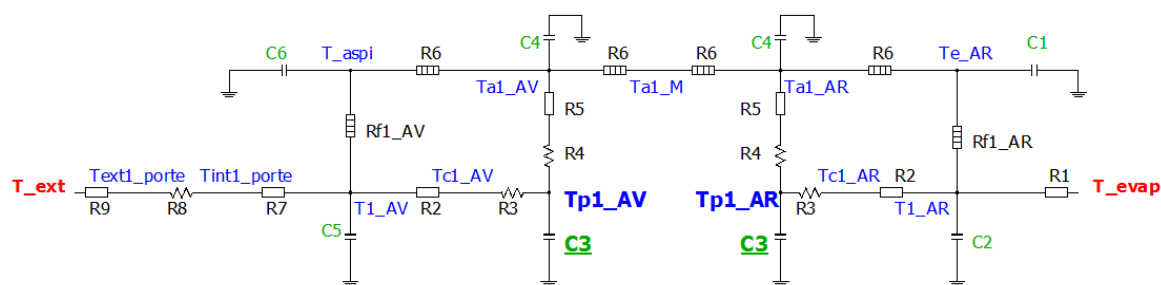 C6 T_aspi R6 C4 R6 R6 C4 R6 Te_AR C1
Ta1_AV Ta1_M Ta1_AR
R5 R5
Rf1_AV Rf1_AR
R4 R4
T_ext Text1_porte Tint1_porte Tc1_AV Tc1_AR R2 R1 T_evap
R9 R8 R7 T1_AV R2 R3 Tp1_AV Tp1_AR R3 T1_AR
C5 C3 C3 C2